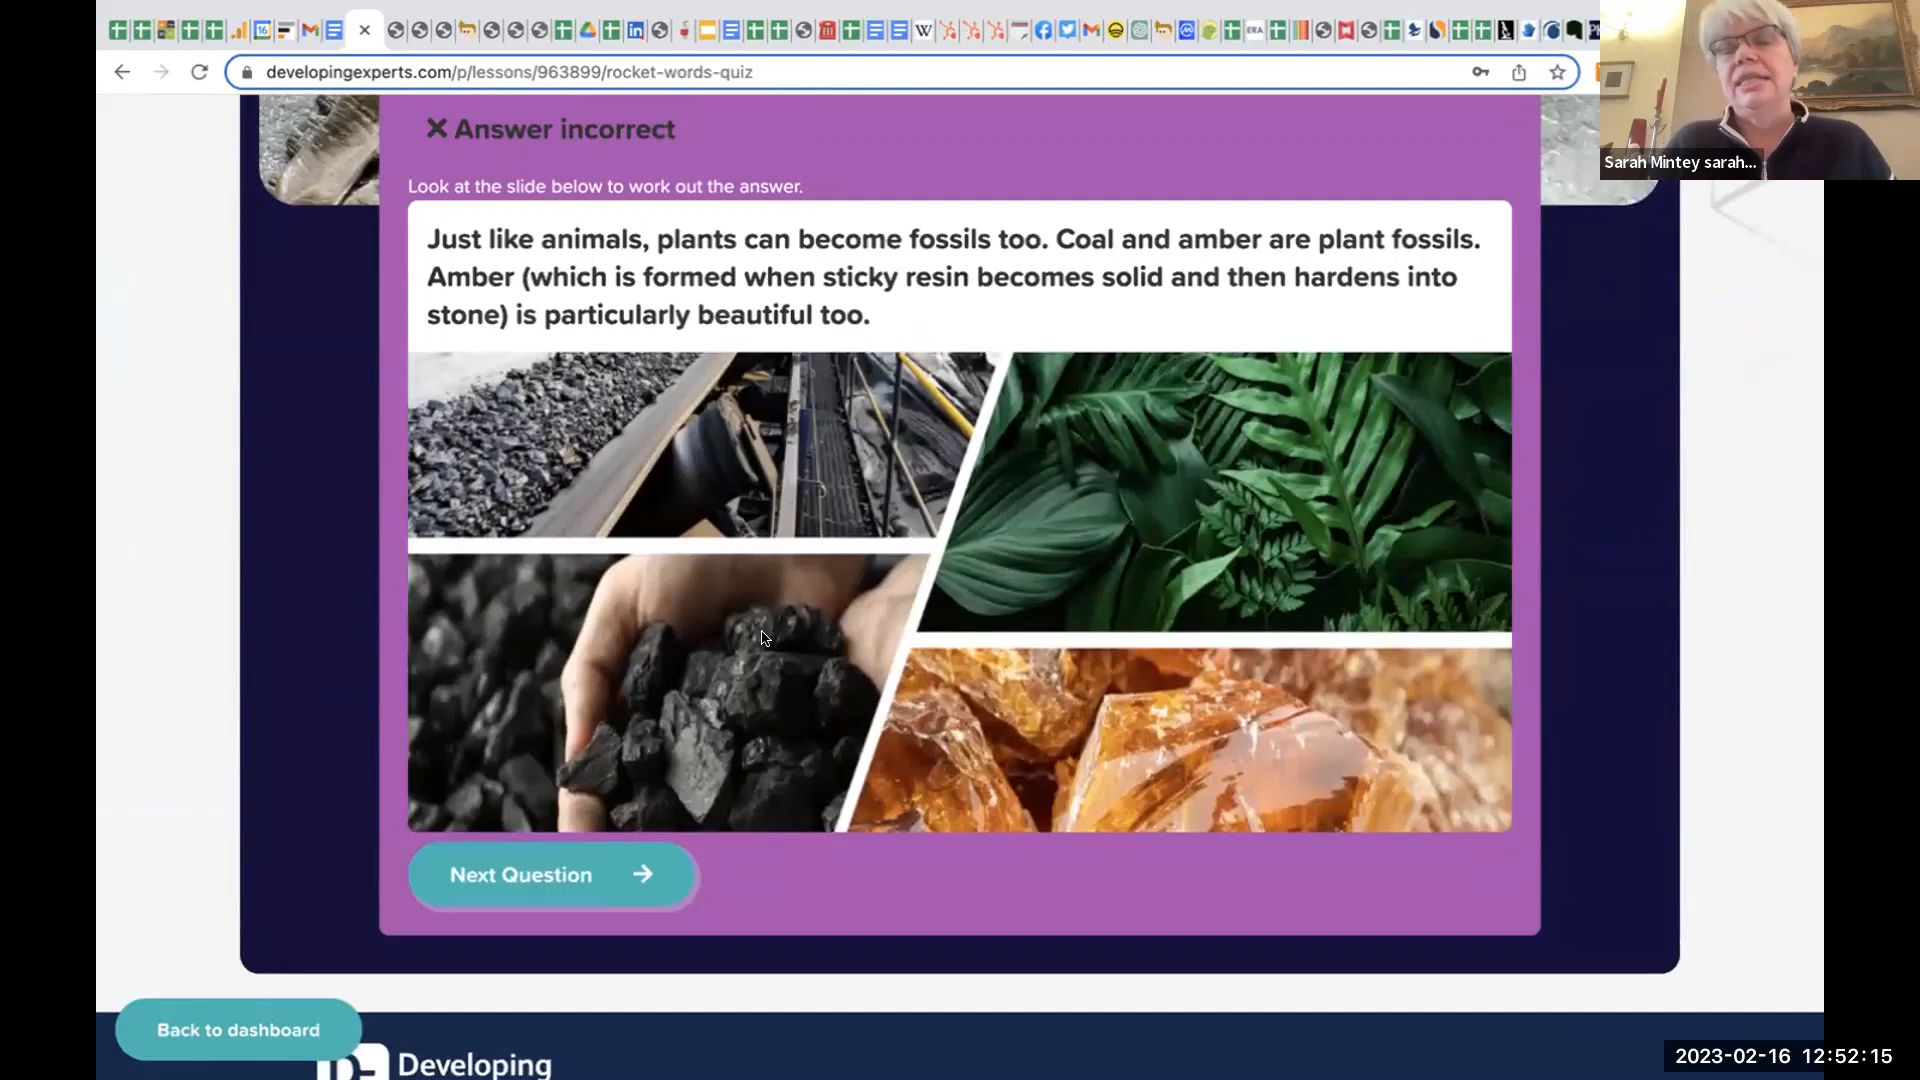 16
in
W
ERA
developingexperts.com/p/lessons/963899/rocket-words-quiz
Sarah Mintey sarah...
Answer incorrect
Look at the slide below to work out the answer.
Just like animals, plants can become fossils too. Coal and amber are plant fossils.
Amber (which is formed when sticky resin becomes solid and then hardens into
stone) is particularly beautiful too.
Next Question
Back to dashboard
Developing
2023-02-16 12:52:15